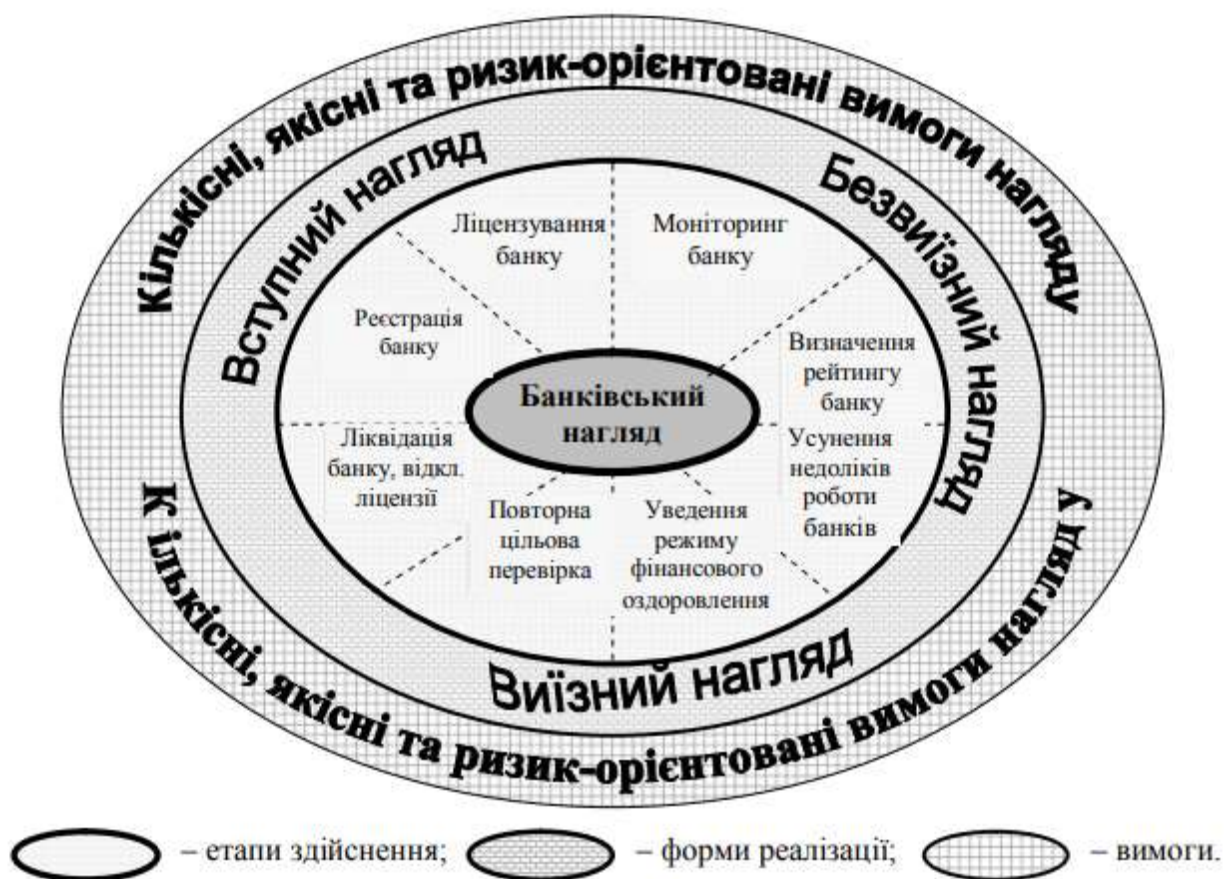 Кількісні, якісні та ризик-орієнтовані вимоги нагляду
Вступний нагляд
Безвиїзний нагляд
Ліцензування
банку
Моніторинг
банку
Реєстрація
банку
Визначення
рейтингу
банку
Банківський
нагляд
Ліквідація
банку, відкл.
ліцензії
Усунення
недоліків
роботи
банків
Повторна
цільова
перевірка
Уведення
режиму
фінансового
оздоровлення
Виїзний нагляд
К ількісні, якісні та ризик-орієнтовані вимоги нагляд у
– етапи здійснення;
– форми реалізації;
– вимоги.